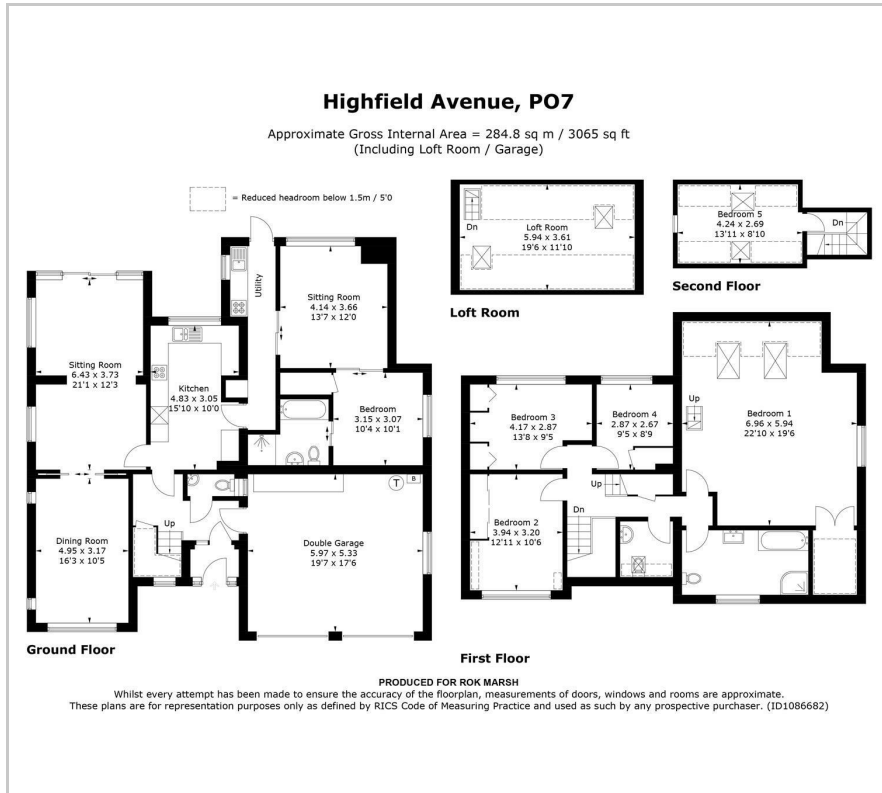 Highfield Avenue, PO7
Approximate Gross Internal Area = 284.8 sq m / 3065 sq ft
(Including Loft Room / Garage)
= Reduced headroom below 1.5m / 5'0
Utility
Sitting Room
4.14 x 3.66
13'7 x 12'0
Sitting Room
6.43 x 3.73
21'1 x 12'3
Kitchen
4.83 x 3.05
15'10 x 10'0
Bedroom
3.15 x 3.07
10'4 x 10'1
Dining Room
4.95 x 3.17
16'3 x 10'5
Up
Double Garage
5.97 x 5.33
19'7 x 17'6
T
B
Ground Floor
Dn
Loft Room
5.94 x 3.61
19'6 x 11'10
Loft Room
Bedroom 5
4.24 x 2.69
13'11 x 8'10
Dn
Second Floor
Bedroom 3
4.17 x 2.87
13'8 x 9'5
Bedroom 4
2.87 x 2.67
9'5 x 8'9
Up
Bedroom 1
6.96 x 5.94
22'10 x 19'6
Bedroom 2
3.94 x 3.20
12'11 x 10'6
Up
Dn
First Floor
PRODUCED FOR ROK MARSH
Whilst every attempt has been made to ensure the accuracy of the floorplan, measurements of doors, windows and rooms are approximate.
These plans are for representation purposes only as defined by RICS Code of Measuring Practice and used as such by any prospective purchaser. (ID1086682)